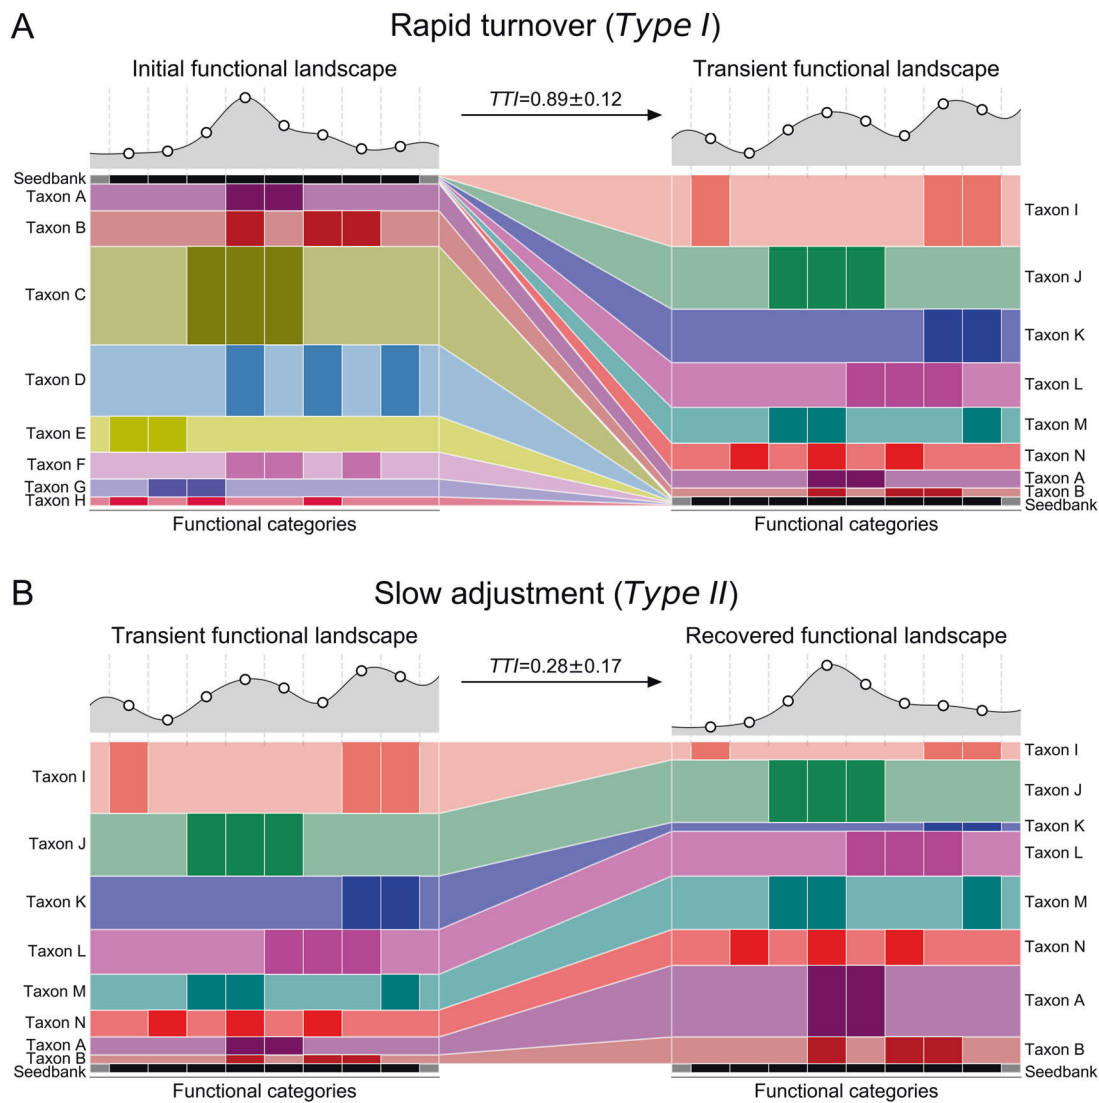 A
Rapid turnover (Type I)
Initial functional landscape
TTI=0.89±0.12
Transient functional landscape
Seedbank
Taxon A
Taxon B
Taxon C
Taxon D
Taxon E
Taxon F
Taxon G
Taxon H
Functional categories
Taxon I
Taxon J
Taxon K
Taxon L
Taxon M
Taxon N
Taxon A
Taxon B
Seedbank
Functional categories
B
Slow adjustment (Type II)
Transient functional landscape
TTI=0.28±0.17
Recovered functional landscape
Taxon I
Taxon J
Taxon K
Taxon L
Taxon M
Taxon N
Taxon A
Taxon B
Seedbank
Functional categories
Taxon I
Taxon J
Taxon K
Taxon L
Taxon M
Taxon N
Taxon A
Taxon B
Seedbank
Functional categories